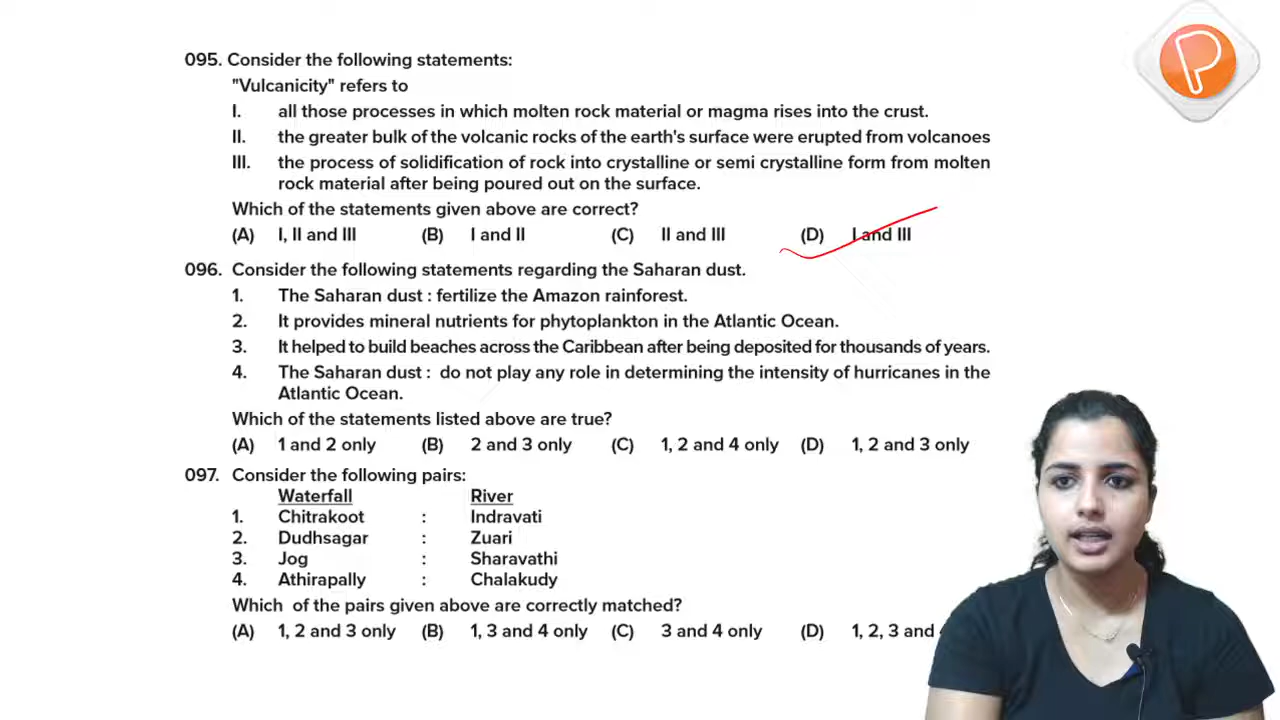 095. Consider the following statements:
"Vulcanicity" refers to
I. all those processes in which molten rock material or magma rises into the crust.
II. the greater bulk of the volcanic rocks of the earth's surface were erupted from volcanoes
III. the process of solidification of rock into crystalline or semi crystalline form from molten
rock material after being poured out on the surface.
Which of the statements given above are correct?
(A) I, II and III (B) I and II (C) II and III (D) I and III
096. Consider the following statements regarding the Saharan dust.
1. The Saharan dust : fertilize the Amazon rainforest.
2. It provides mineral nutrients for phytoplankton in the Atlantic Ocean.
3. It helped to build beaches across the Caribbean after being deposited for thousands of years.
4. The Saharan dust : do not play any role in determining the intensity of hurricanes in the
Atlantic Ocean.
Which of the statements listed above are true?
(A) 1 and 2 only (B) 2 and 3 only (C) 1, 2 and 4 only (D) 1, 2 and 3 only
097. Consider the following pairs:
Waterfall River
1. Chitrakoot : Indravati
2. Dudhsagar : Zuari
3. Jog : Sharavathi
4. Athirapally : Chalakudy
Which of the pairs given above are correctly matched?
(A) 1, 2 and 3 only (B) 1, 3 and 4 only (C) 3 and 4 only (D) 1, 2, 3 and
P